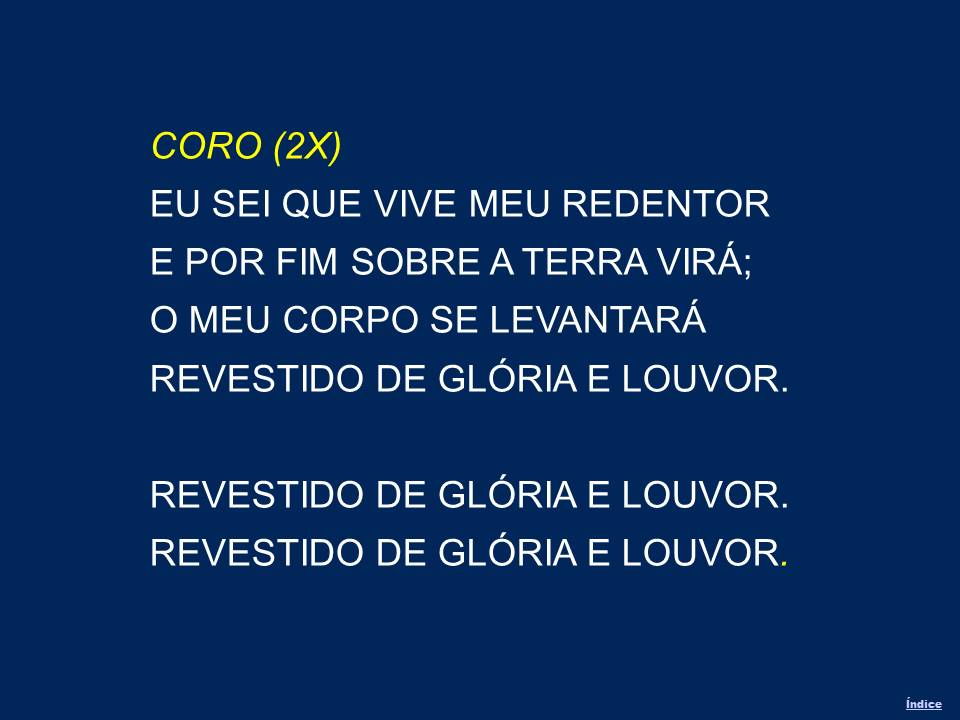 CORO (2X)
EU SEI QUE VIVE MEU REDENTOR
E POR FIM SOBRE A TERRA VIRÁ;
O MEU CORPO SE LEVANTARÁ
REVESTIDO DE GLÓRIA E LOUVOR.
REVESTIDO DE GLÓRIA E LOUVOR.
REVESTIDO DE GLÓRIA E LOUVOR.
Índice